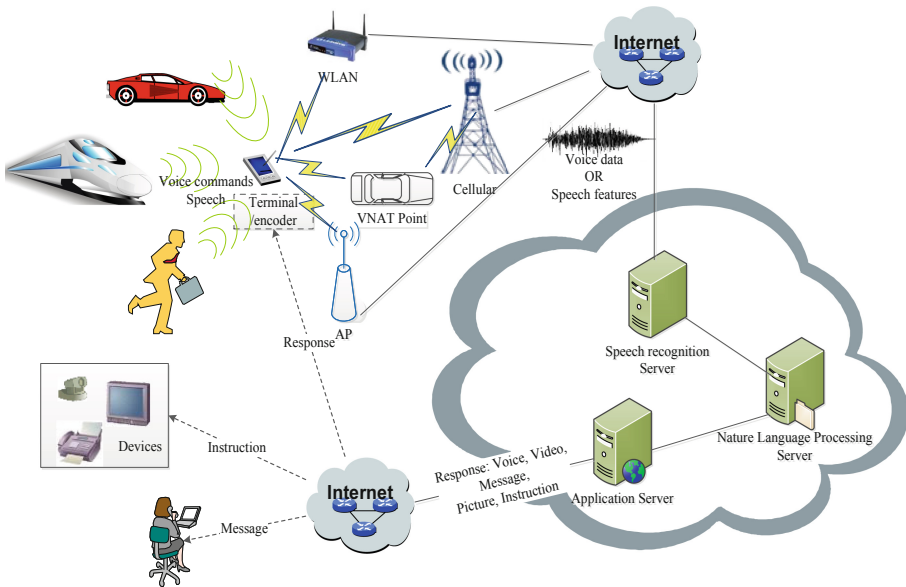 Internet
WLAN
Voice commands
Speech
Terminal
/encoder
VNAT Point
Cellular
Voice data
OR
Speech features
AP
Response
Speech recognition
Server
Nature Language Processing
Server
Devices
Instruction
Internet
Response: Voice, Video,
Message,
Picture, Instruction
Application Server
Message